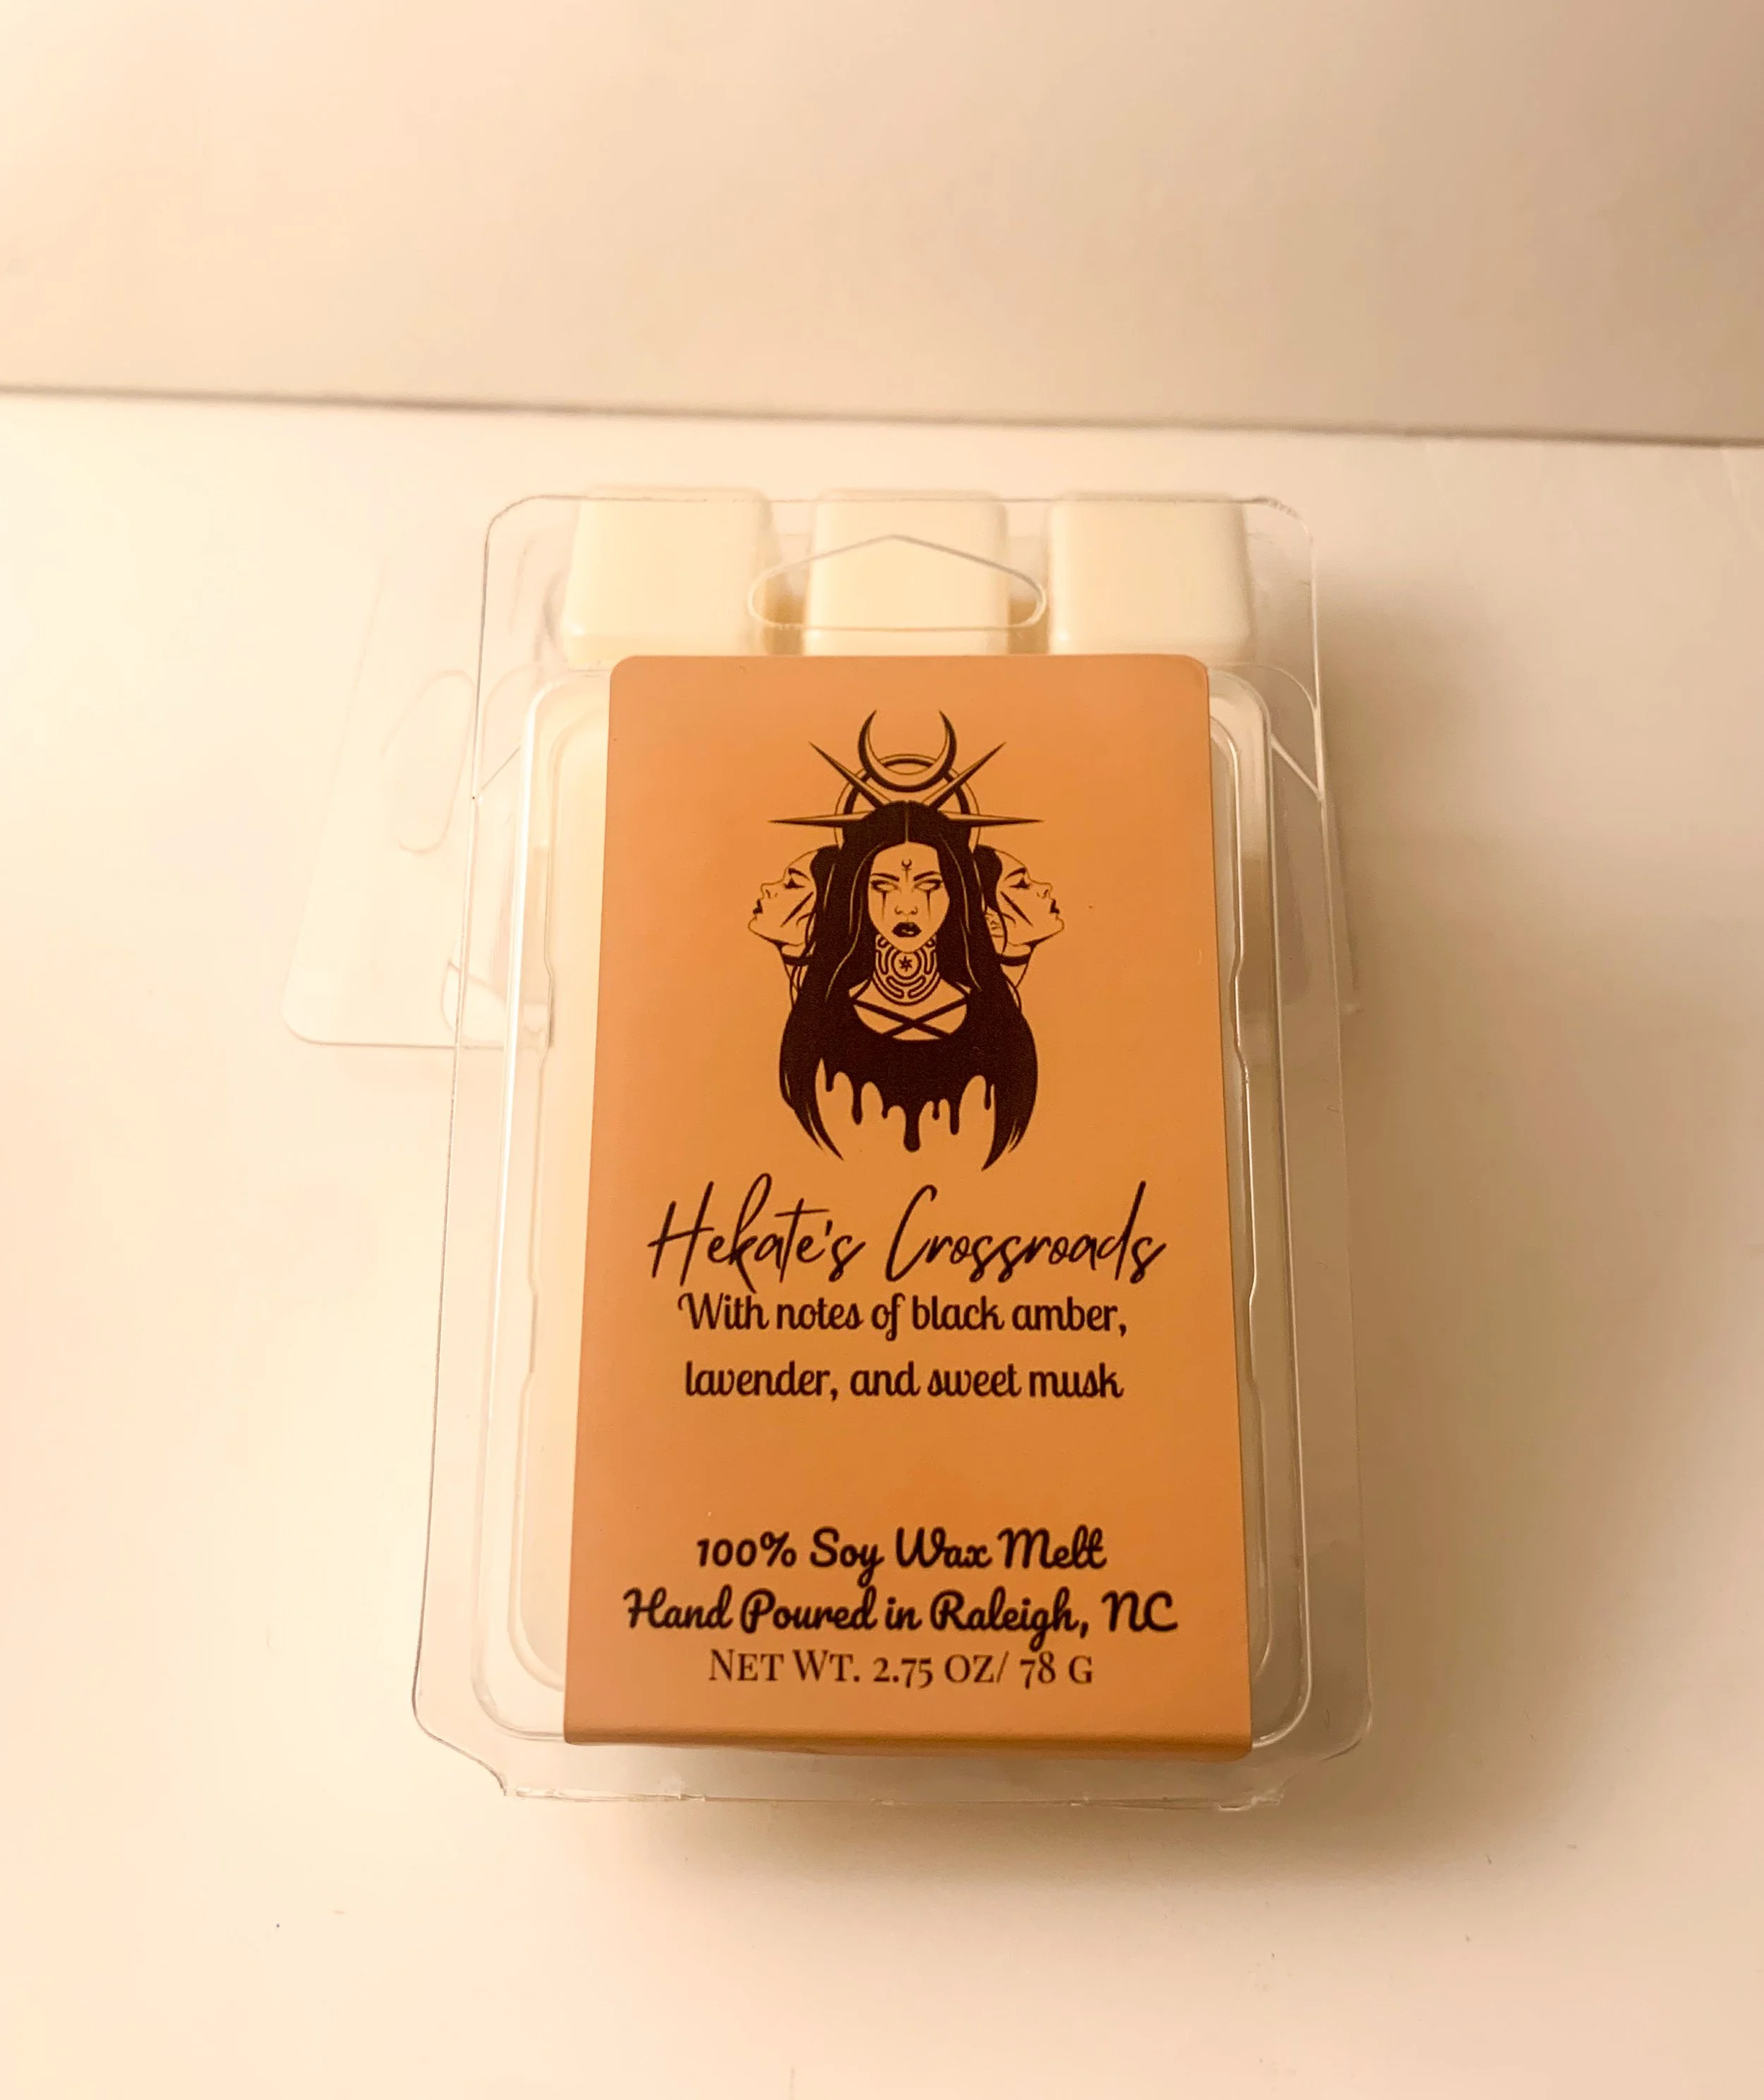 Hekate's Crossroads
With notes of black amber,
lavender, and sweet musk
100% Soy Wax Melt
Hand Poured in Raleigh, NC
NET WT. 2.75 OZ/ 78 G